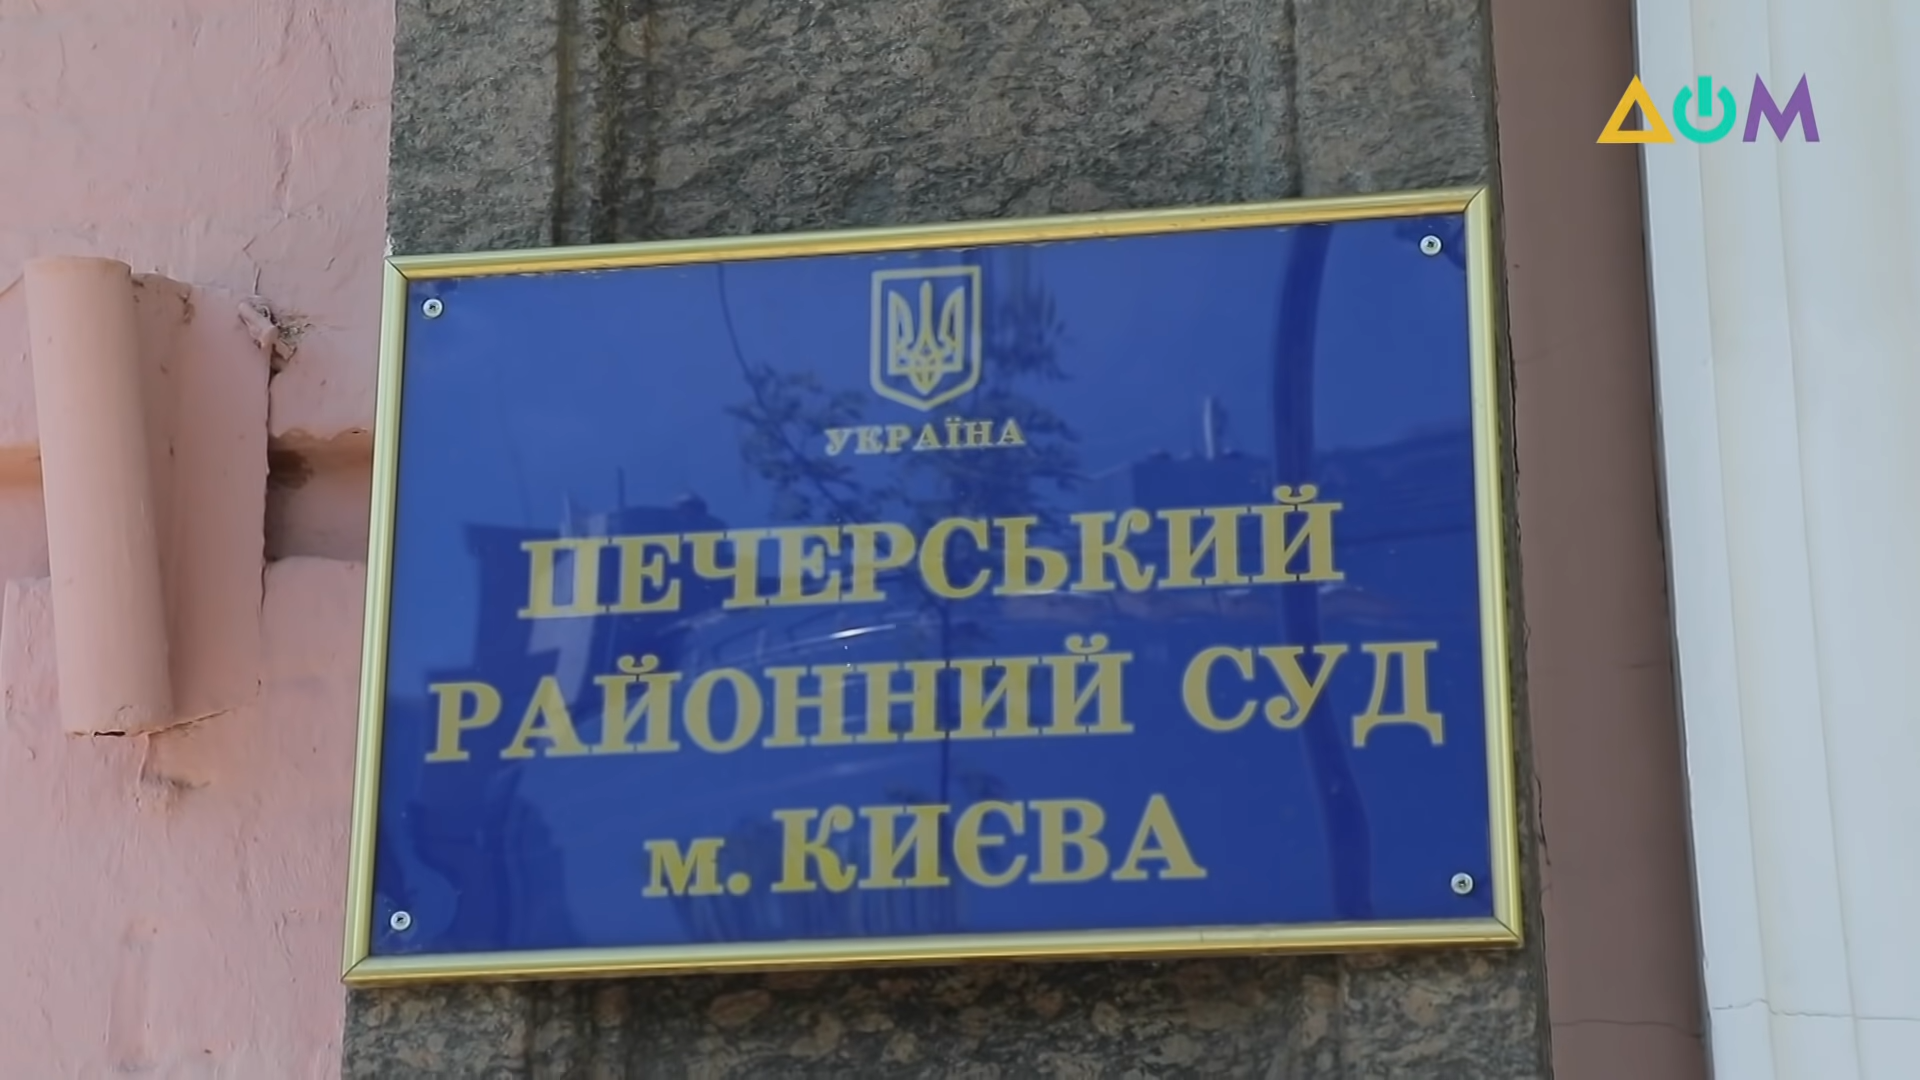 ДОМ
УКРАЇНА
ПЕЧЕРСЬКИЙ
РАЙОННИЙ СУД
м. КИЄВА